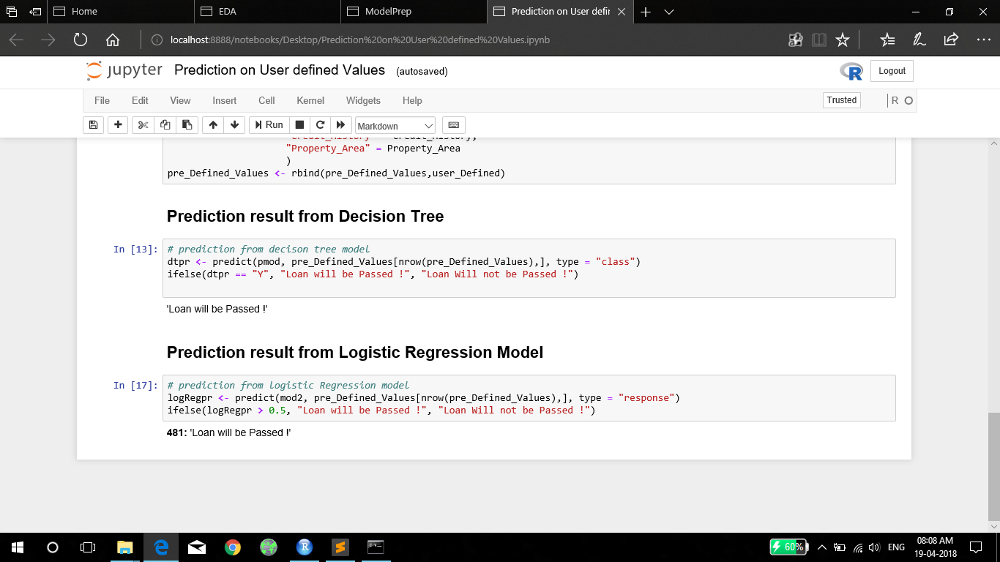 Home
EDA
ModelPrep
Prediction on User defir
localhost:8888/notebooks/Desktop/Prediction%20on%20User%20defined%20Values.ipynb
jupyter Prediction on User defined Values (autosaved)
R
Logout
File Edit View Insert Cell Kernel Widgets Help
Trusted
R
Run
Markdown
"Property_Area" = Property_Area
)
pre_Defined_Values <- rbind(pre_Defined_Values,user_Defined)
Prediction result from Decision Tree
In [13]:
# prediction from decison tree model
dtpr <- predict(pmod, pre_Defined_Values[nrow(pre_Defined_Values),], type = "class")
ifelse(dtpr == "Y", "Loan will be Passed !", "Loan Will not be Passed !")
'Loan will be Passed !'
Prediction result from Logistic Regression Model
In [17]:
# prediction from logistic Regression model
logRegpr <- predict(mod2, pre_Defined_Values[nrow(pre_Defined_Values),], type = "response")
ifelse(logRegpr > 0.5, "Loan will be Passed !", "Loan Will not be Passed !")
481: 'Loan will be Passed !'
60%
ENG
08:08 AM
19-04-2018